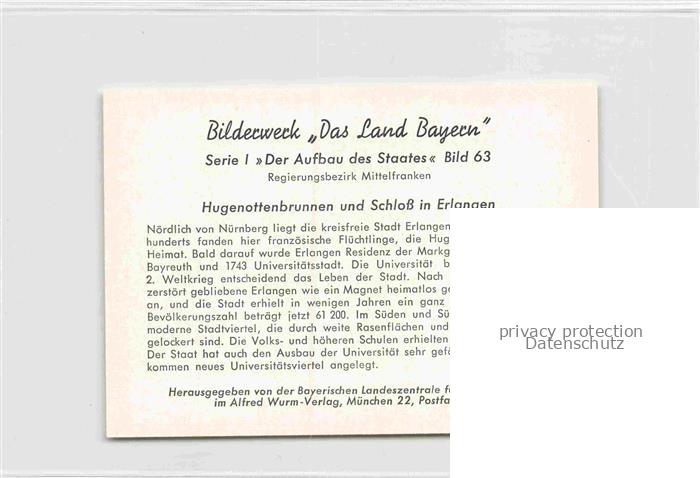 Bilderwerk „Das Land Bayern"
Serie I »Der Aufbau des Staates« Bild 63
Regierungsbezirk Mittelfranken
Hugenottenbrunnen und Schloß in Erlangen
Nördlich von Nürnberg liegt die kreisfreie Stadt Erlangen
hunderts fanden hier französische Flüchtlinge, die
Heimat. Bald darauf wurde Erlangen Residenz der
Bayreuth und 1743 Universitätsstadt. Die Universität
2. Weltkrieg entscheidend das Leben der Stadt. Nach
zerstört gebliebene Erlangen wie ein Magnet heimatlos
an, und die Stadt erhielt in wenigen Jahren ein ganz
Bevölkerungszahl beträgt jetzt 61 200. Im Süden und
moderne Stadtviertel, die durch weite Rasenflächen und
gelockert sind. Die Volks- und höheren Schulen erhielten
Der Staat hat auch den Ausbau der Universität sehr
kommen neues Universitätsviertel angelegt.
Herausgegeben von der Bayerischen Landeszentrale
im Alfred Wurm-Verlag, München 22,
privacy protection
Datenschutz